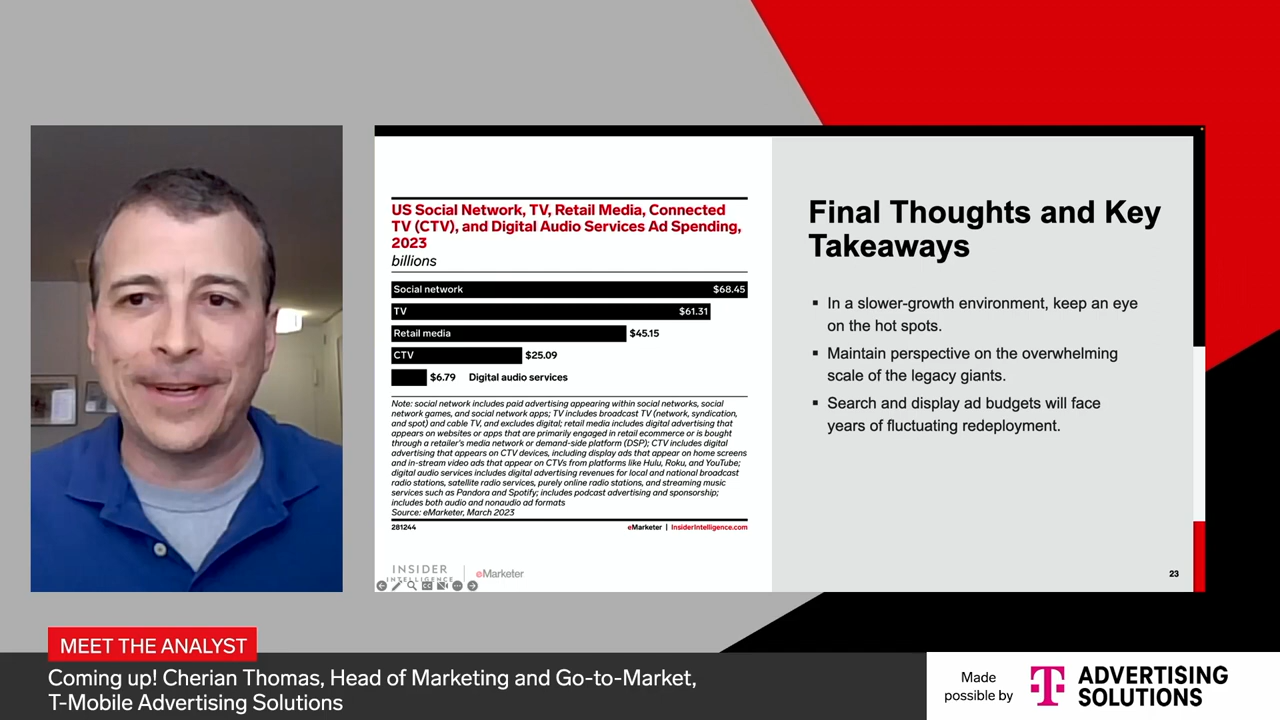 US Social Network, TV, Retail Media, Connected
TV (CTV), and Digital Audio Services Ad Spending,
2023
billions
Social network $68.45
TV $61.31
Retail media $45.15
CTV $25.09
$6.79 Digital audio services
Note: social network includes paid advertising appearing within social networks, social
network games, and social network apps; TV includes broadcast TV (network, syndication,
and spot) and cable TV, and excludes digital; retail media includes digital advertising that
appears on websites or apps that are primarily engaged in retail ecommerce or is bought
through a retailer's media network or demand-side platform (DSP); CTV includes digital
advertising that appears on CTV devices, including display ads that appear on home screens
and in-stream video ads that appear on CTVs from platforms like Hulu, Roku, and YouTube;
digital audio services includes digital advertising revenues for local and national broadcast
radio stations, satellite radio services, purely online radio stations, and streaming music
services such as Pandora and Spotify; includes podcast advertising and sponsorship;
includes both audio and nonaudio ad formats
Source: eMarketer, March 2023
281244 eMarketer | InsiderIntelligence.com
INSIDER
INTELLIGENCE
eMarketer
Final Thoughts and Key
Takeaways
▪ In a slower-growth environment, keep an eye
on the hot spots.
▪ Maintain perspective on the overwhelming
scale of the legacy giants.
▪ Search and display ad budgets will face
years of fluctuating redeployment.
23
MEET THE ANALYST
Coming up! Cherian Thomas, Head of Marketing and Go-to-Market,
T-Mobile Advertising Solutions
Made
possible by
T ADVERTISING
SOLUTIONS